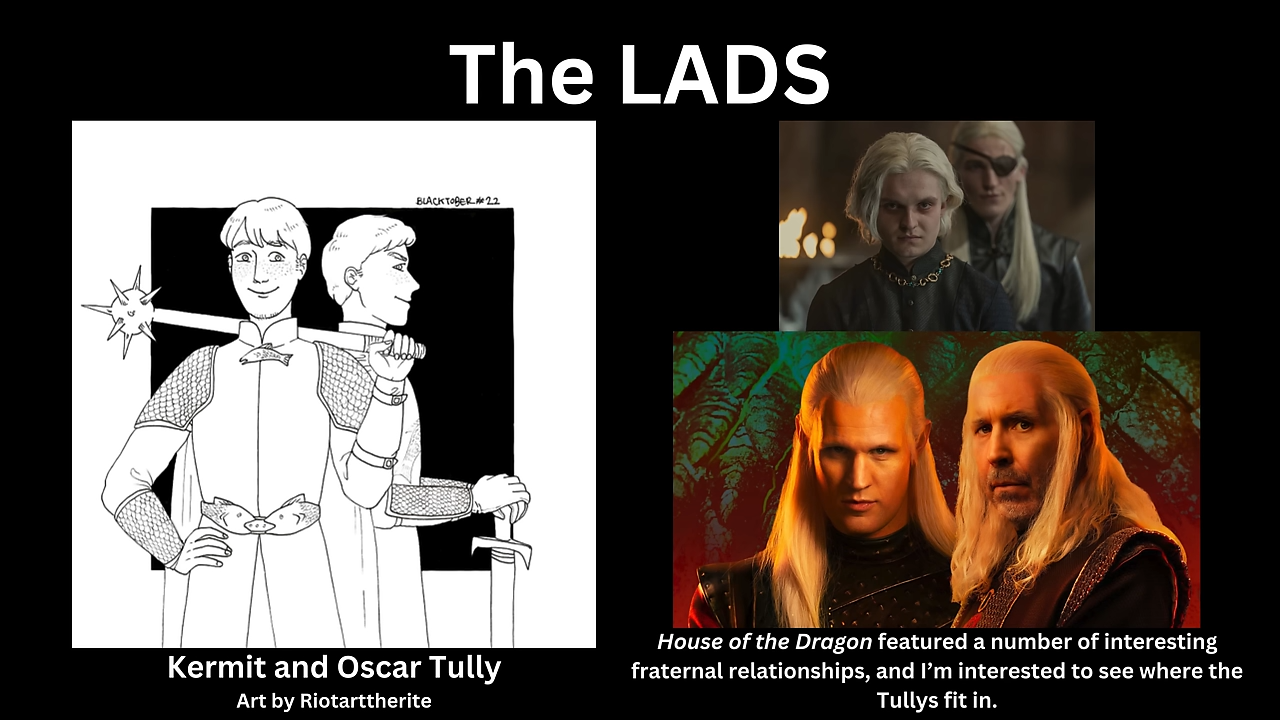 The LADS
BLACKTOBER #22
Kermit and Oscar Tully
Art by Riotarttherite
House of the Dragon featured a number of interesting
fraternal relationships, and I’m interested to see where the
Tullys fit in.